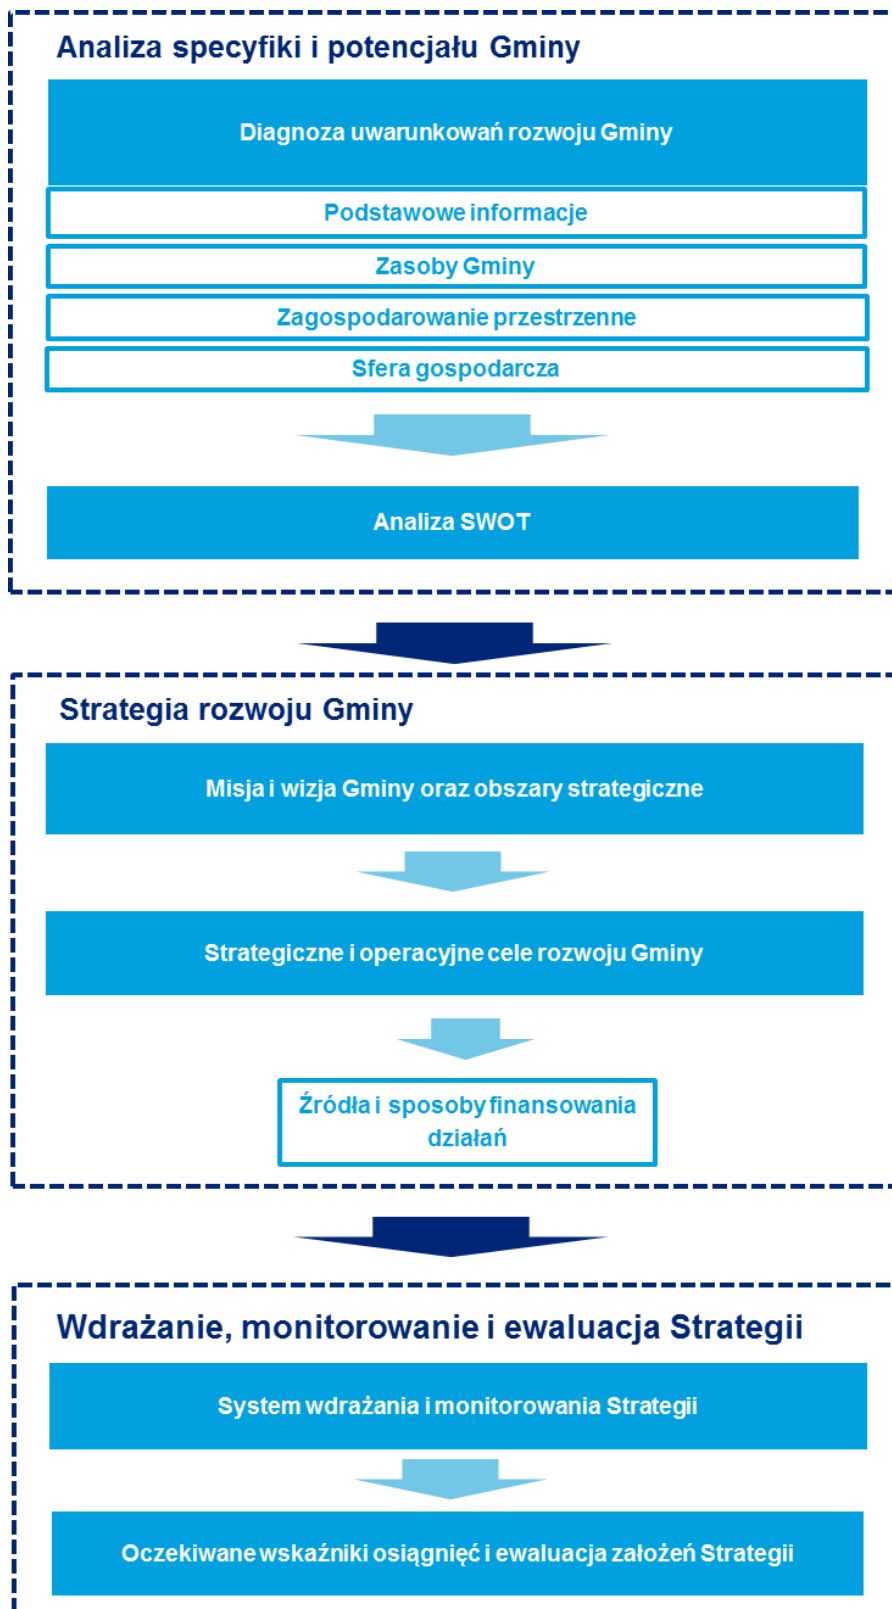 Analiza specyfiki i potencjału Gminy
Diagnoza uwarunkowań rozwoju Gminy
Podstawowe informacje
Zasoby Gminy
Zagospodarowanie przestrzenne
Sfera gospodarcza
Analiza SWOT
Strategia rozwoju Gminy
Misja i wizja Gminy oraz obszary strategiczne
Strategiczne i operacyjne cele rozwoju Gminy
Źródła i sposoby finansowania
działań
Wdrażanie, monitorowanie i ewaluacja Strategii
System wdrażania i monitorowania Strategii
Oczekiwane wskaźniki osiągnięć i ewaluacja założeń Strategii